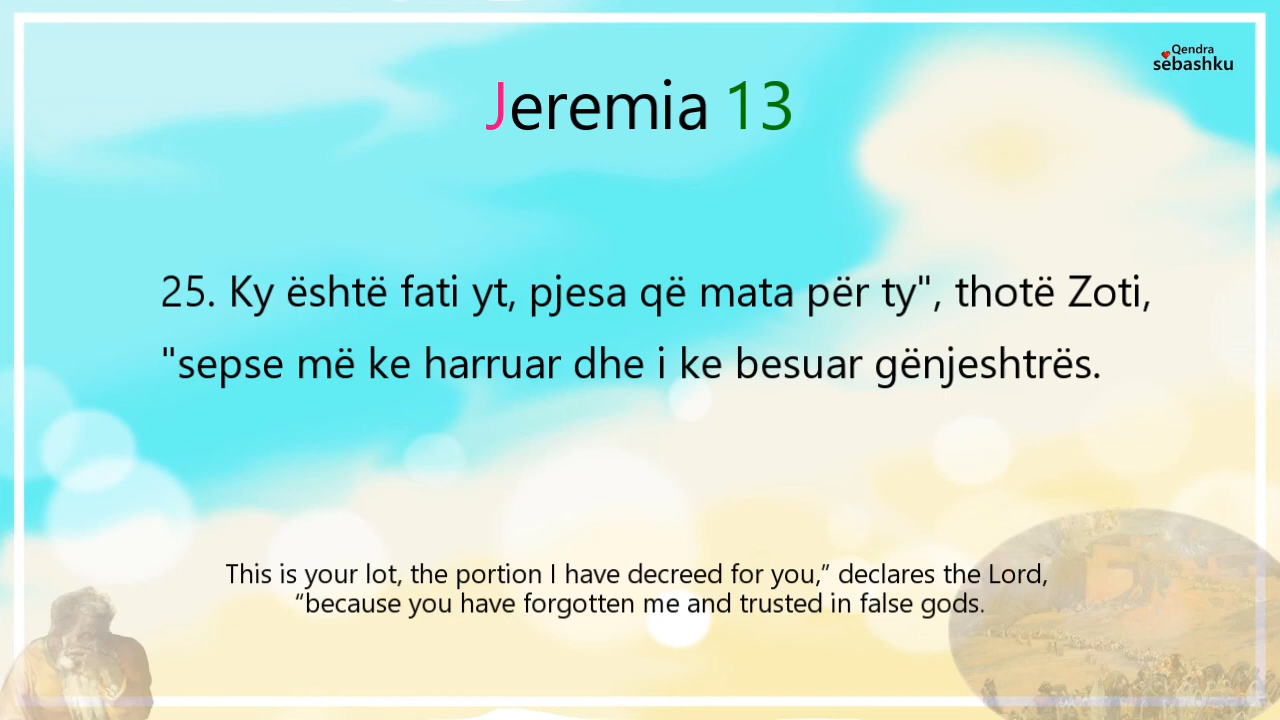 Qendra
sëbashku
Jeremia 13
25. Ky është fati yt, pjesa që mata për ty", thotë Zoti,
"sepse më ke harruar dhe i ke besuar gënjeshtrës.
This is your lot, the portion I have decreed for you,” declares the Lord,
“because you have forgotten me and trusted in false gods.